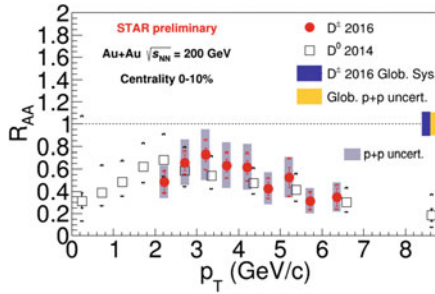 STAR preliminary
Au+Au √sNN = 200 GeV
Centrality 0-10%
D± 2016
D0 2014
D± 2016 Glob. Sys
Glob. p+p uncert.
p+p uncert.
RAA
2
1.8
1.6
1.4
1.2
1
0.8
0.6
0.4
0.2
0
0 1 2 3 4 5 6 7 8
pT (GeV/c)